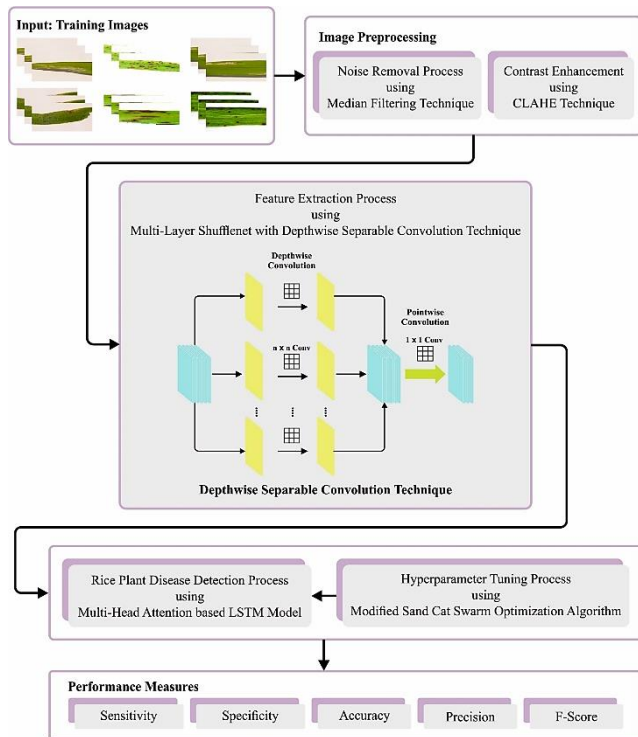 Input: Training Images
Image Preprocessing
Noise Removal Process
using
Median Filtering Technique
Contrast Enhancement
using
CLAHE Technique
Feature Extraction Process
using
Multi-Layer Shufflenet with Depthwise Separable Convolution Technique
Depthwise
Convolution
Pointwise
Convolution
1 x 1 Conv
n x n Conv
Depthwise Separable Convolution Technique
Rice Plant Disease Detection Process
using
Multi-Head Attention based LSTM Model
Hyperparameter Tuning Process
using
Modified Sand Cat Swarm Optimization Algorithm
Performance Measures
Sensitivity
Specificity
Accuracy
Precision
F-Score